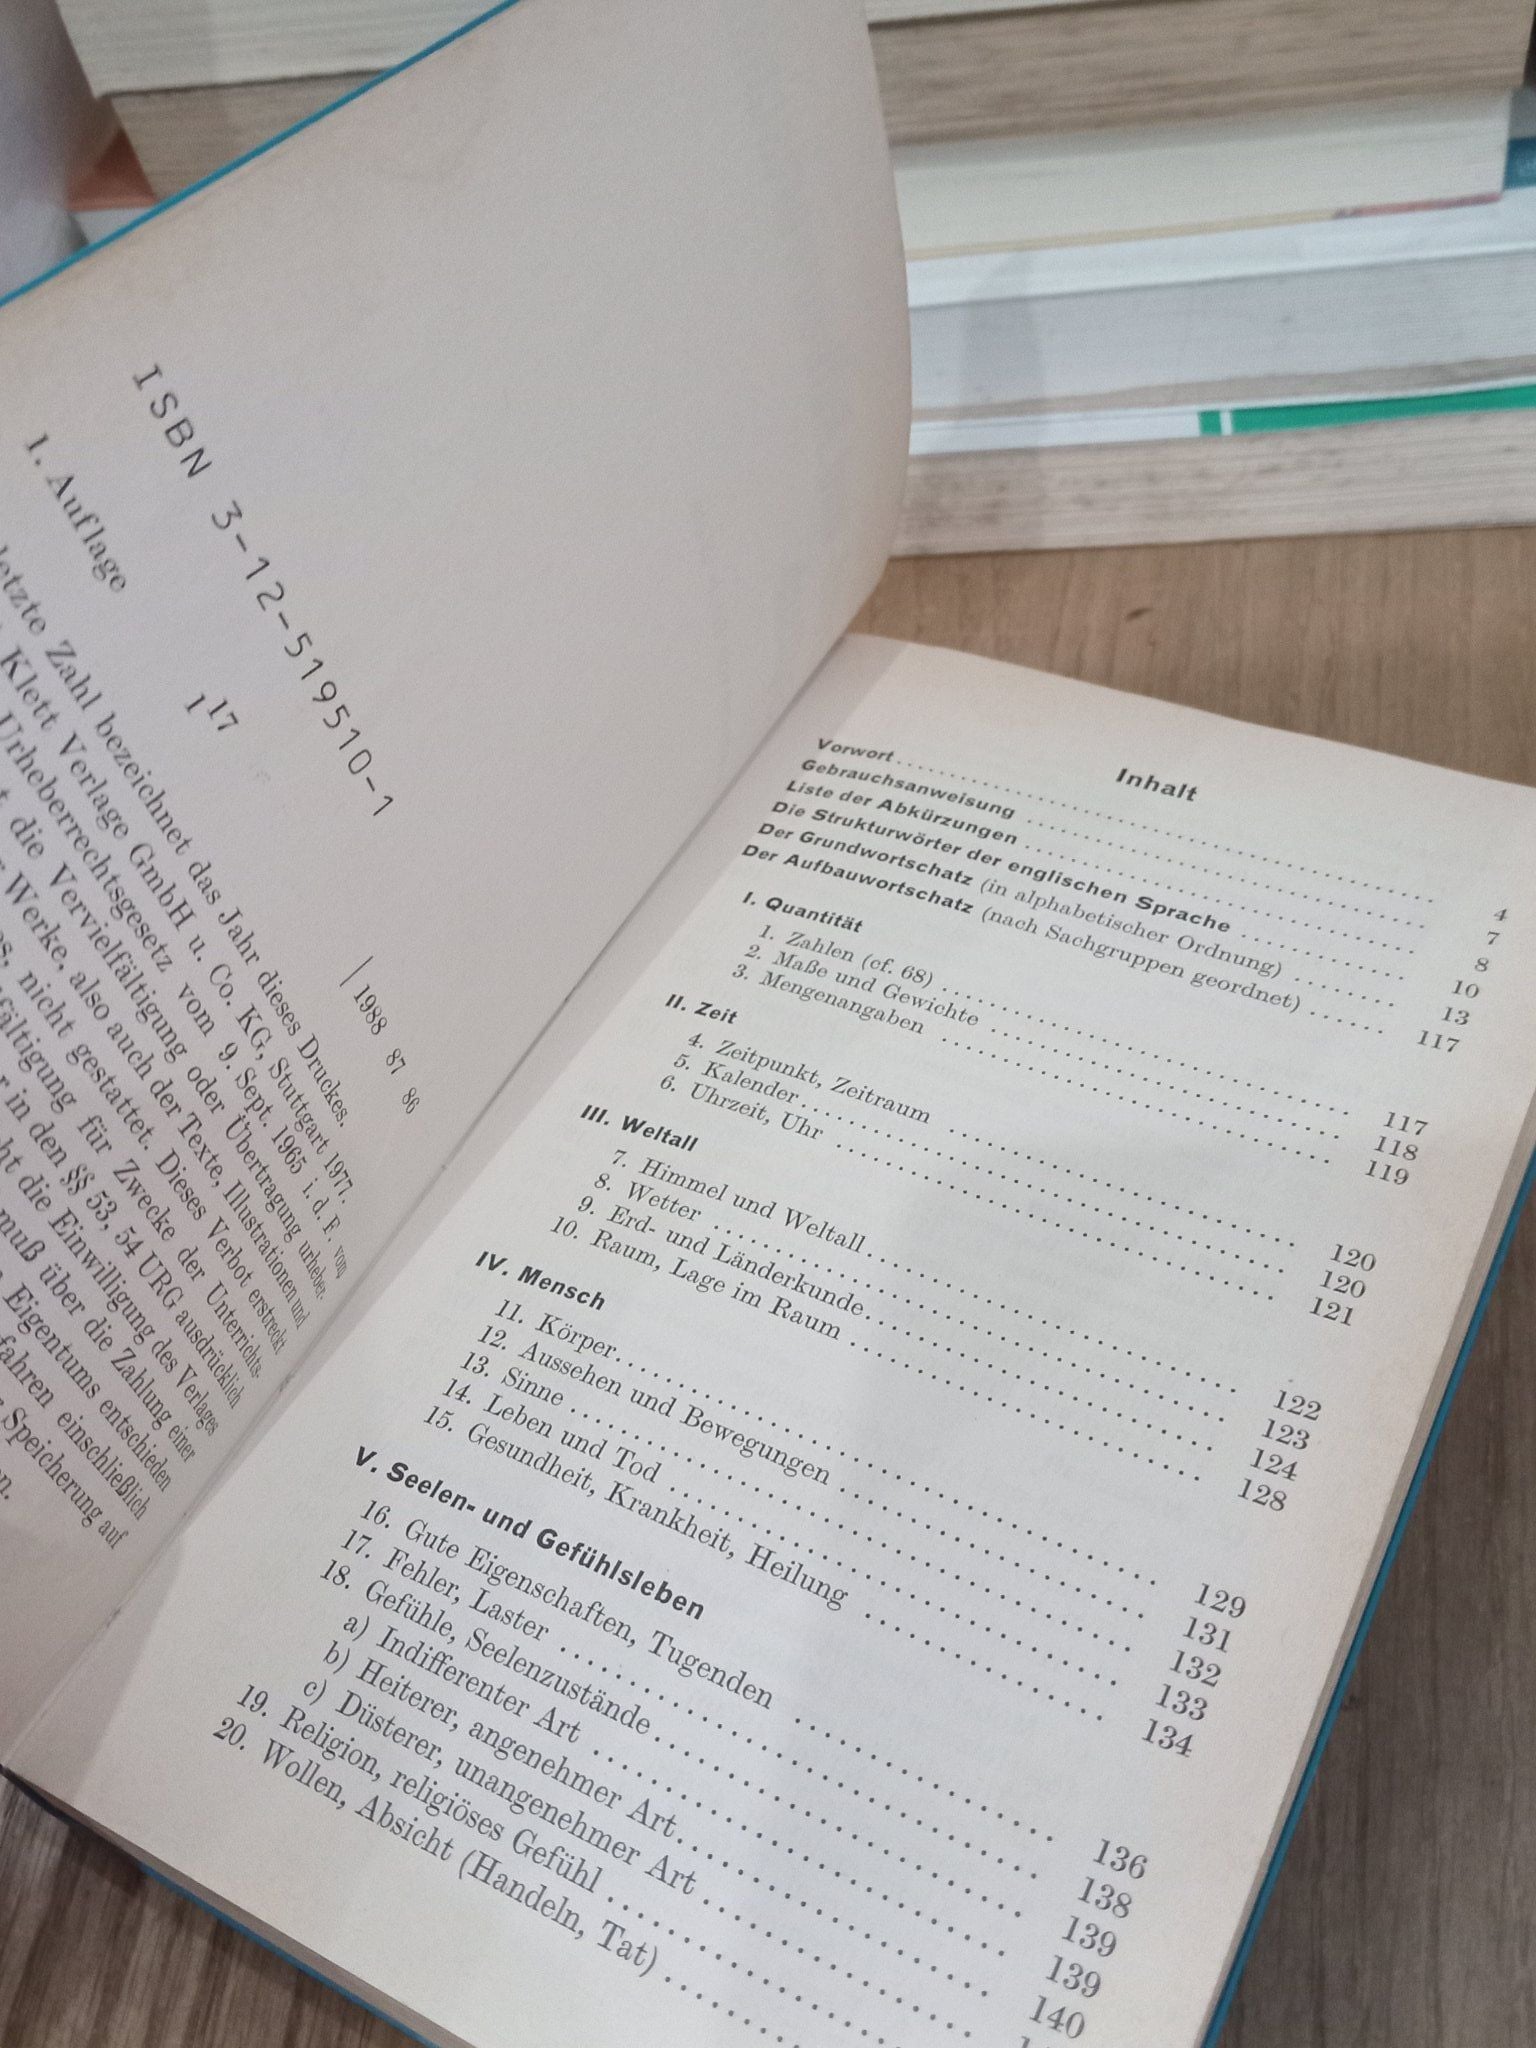 ISBN 3-12-519510-1
1. Auflage 1 17 | 1988 87 86
letzte Zahl bezeichnet das Jahr dieses Druckes.
Klett Verlage GmbH u. Co. KG, Stuttgart 1977.
Urheberrechtsgesetz vom 9. Sept. 1965 i. d. F. vom
die Vervielfältigung oder Übertragung urheber-
Werke, also auch der Texte, Illustrationen und
nicht gestattet. Dieses Verbot erstreckt
für Zwecke der Unterrichts-
in den §§ 53, 54 URG ausdrücklich
die Einwilligung des Verlages
muß über die Zahlung einer
Eigentums entschieden
einschließlich
Speicherung auf
Inhalt
Vorwort 4
Gebrauchsanweisung 7
Liste der Abkürzungen 8
Die Strukturwörter der englischen Sprache 10
Der Grundwortschatz (in alphabetischer Ordnung) 13
Der Aufbauwortschatz (nach Sachgruppen geordnet) 117
I. Quantität
1. Zahlen (cf. 68) 117
2. Maße und Gewichte 118
3. Mengenangaben 119
II. Zeit
4. Zeitpunkt, Zeitraum 120
5. Kalender 120
6. Uhrzeit, Uhr 121
III. Weltall
7. Himmel und Weltall 122
8. Wetter 123
9. Erd- und Länderkunde 124
10. Raum, Lage im Raum 128
IV. Mensch
11. Körper 129
12. Aussehen und Bewegungen 131
13. Sinne 132
14. Leben und Tod 133
15. Gesundheit, Krankheit, Heilung 134
V. Seelen- und Gefühlsleben
16. Gute Eigenschaften, Tugenden 136
17. Fehler, Laster 138
18. Gefühle, Seelenzustände 139
a) Indifferenter Art 139
b) Heiterer, angenehmer Art 140
c) Düsterer, unangenehmer Art
19. Religion, religiöses Gefühl
20. Wollen, Absicht (Handeln, Tat)